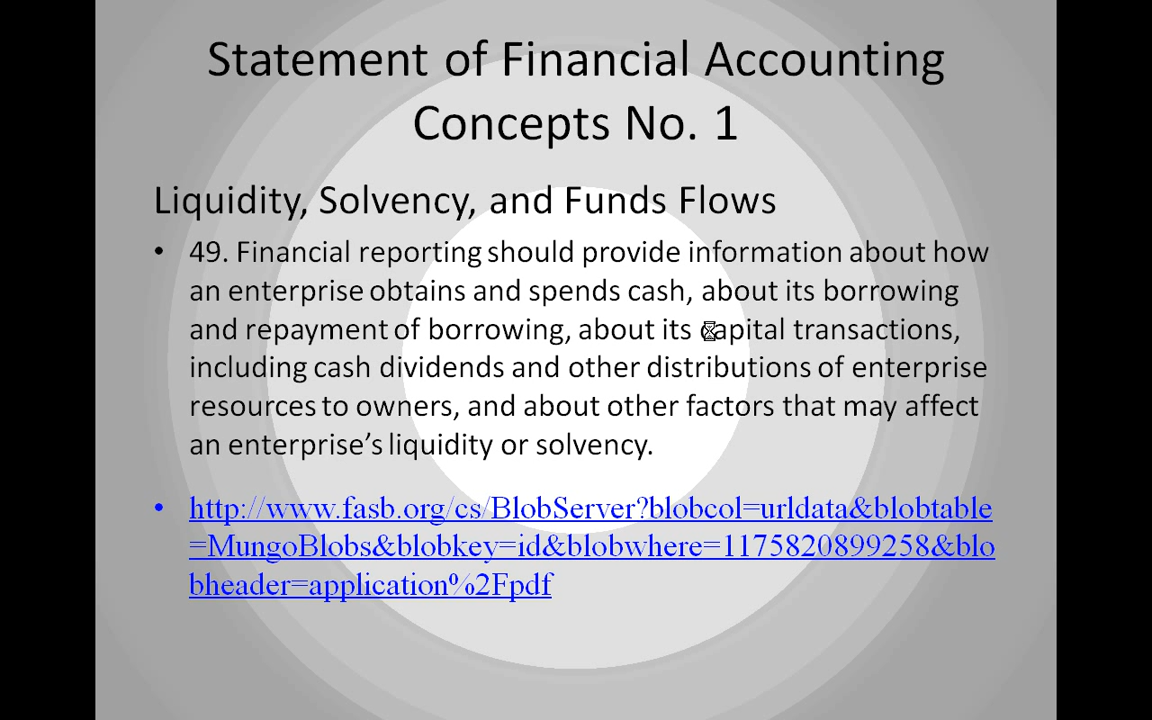 Statement of Financial Accounting
Concepts No. 1
Liquidity, Solvency, and Funds Flows
• 49. Financial reporting should provide information about how
an enterprise obtains and spends cash, about its borrowing
and repayment of borrowing, about its capital transactions,
including cash dividends and other distributions of enterprise
resources to owners, and about other factors that may affect
an enterprise’s liquidity or solvency.
• http://www.fasb.org/cs/BlobServer?blobcol=urldata&blobtable
=MungoBlobs&blobkey=id&blobwhere=1175820899258&blo
bheader=application%2Fpdf